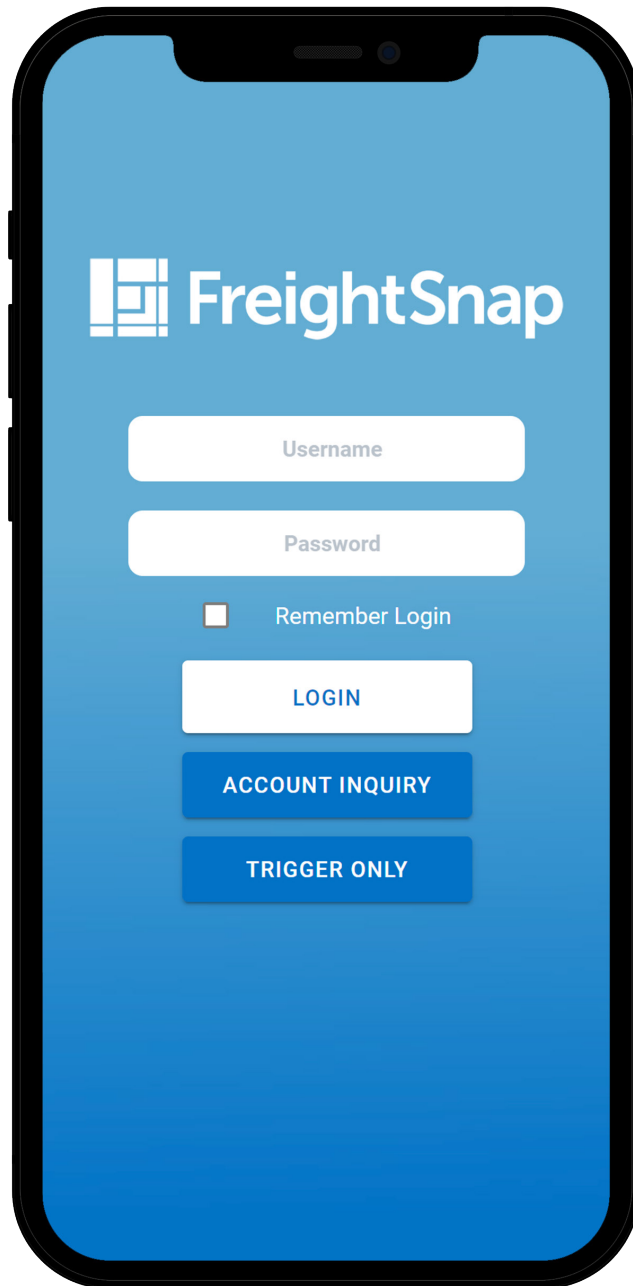 FreightSnap
Username
Password
Remember Login
LOGIN
ACCOUNT INQUIRY
TRIGGER ONLY